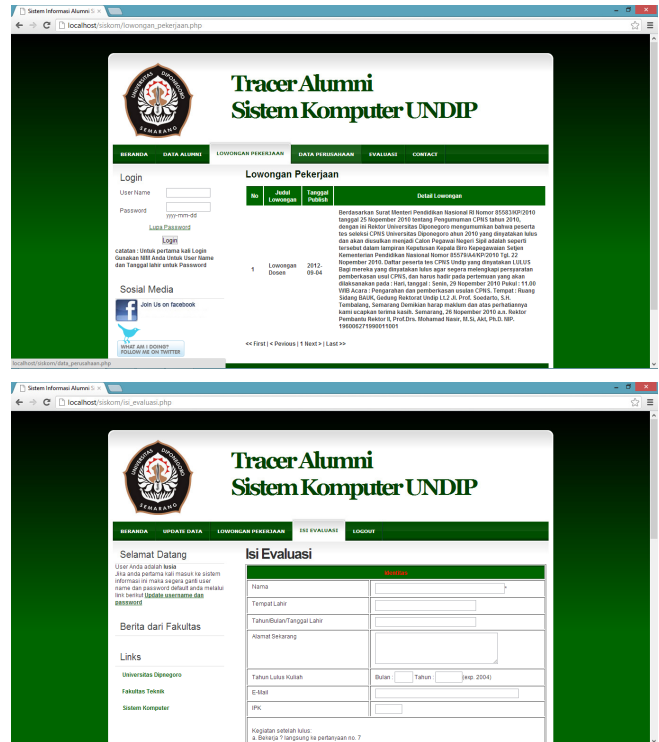 Sistem Informasi Alumni S
localhost/siskom/lowongan_pekerjaan.php
UNIVERSITAS DIPONEGORO
SEMARANG
Tracer Alumni
Sistem Komputer UNDIP
BERANDA DATA ALUMNI LOWONGAN PEKERJAAN DATA PERUSAHAAN EVALUASI CONTACT
Login
User Name
Password
yyyy-mm-dd
Lupa Password
Login
catatan : Untuk pertama kali Login
Gunakan NIM Anda Untuk User Name
dan Tanggal lahir untuk Password
Sosial Media
Join Us on facebook
WHAT AM I DOING?
FOLLOW ME ON TWITTER
Lowongan Pekerjaan
No Judul Lowongan Tanggal Publish Detail Lowongan
1 Lowongan Dosen 2012-09-04
Berdasarkan Surat Menteri Pendidikan Nasional RI Nomor 85583/KP/2010
tanggal 25 Nopember 2010 tentang Pengumuman CPNS tahun 2010,
dengan ini Rektor Universitas Diponegoro mengumumkan bahwa peserta
tes seleksi CPNS Universitas Diponegoro ahun 2010 yang dinyatakan lulus
dan akan diusulkan menjadi Calon Pegawai Negeri Sipil adalah seperti
tersebut dalam lampiran Keputusan Kepala Biro Kepegawaian Setjen
Kementerian Pendidikan Nasional Nomor 85579/A4/KP/2010 Tgl. 22
Nopember 2010. Daftar peserta tes CPNS Undip yang dinyatakan LULUS
Bagi mereka yang dinyatakan lulus agar segera melengkapi persyaratan
pemberkasan usul CPNS, dan harus hadir pada pertemuan yang akan
dilaksanakan pada : Hari, tanggal : Senin, 29 Nopember 2010 Pukul : 11.00
WIB Acara : Pengarahan dan pemberkasan usulan CPNS. Tempat : Ruang
Sidang BAUK, Gedung Rektorat Undip Lt.2 Jl. Prof. Soedarto, S.H.
Tembalang, Semarang Demikian harap maklum dan atas perhatiannya
kami ucapkan terima kasih. Semarang, 26 Nopember 2010 a.n. Rektor
Pembantu Rektor II, Prof.Drs. Mohamad Nasir, M.Si, Akt, Ph.D. NIP.
196006271990011001
<< First | < Pevious | 1 Next > | Last >>
localhost/siskom/data_perusahaan.php
Sistem Informasi Alumni S
localhost/siskom/isi_evaluasi.php
UNIVERSITAS DIPONEGORO
SEMARANG
Tracer Alumni
Sistem Komputer UNDIP
BERANDA UPDATE DATA LOWONGAN PEKERJAAN ISI EVALUASI LOGOUT
Selamat Datang
User Anda adalah lusia
Jika anda pertama kali masuk ke sistem
informasi ini maka segera ganti user
name dan password default anda melalui
link berikut Update username dan
password
Berita dari Fakultas
Links
Universitas Dipnegoro
Fakultas Teknik
Sistem Komputer
Isi Evaluasi
Nama *
Tempat Lahir
Tahun/Bulan/Tanggal Lahir
Alamat Sekarang
Tahun Lulus Kuliah Bulan : Tahun : (exp. 2004)
E-Mail
IPK
Kegiatan setelah lulus:
a. Bekerja ? langsung ke pertanyaan no. 7